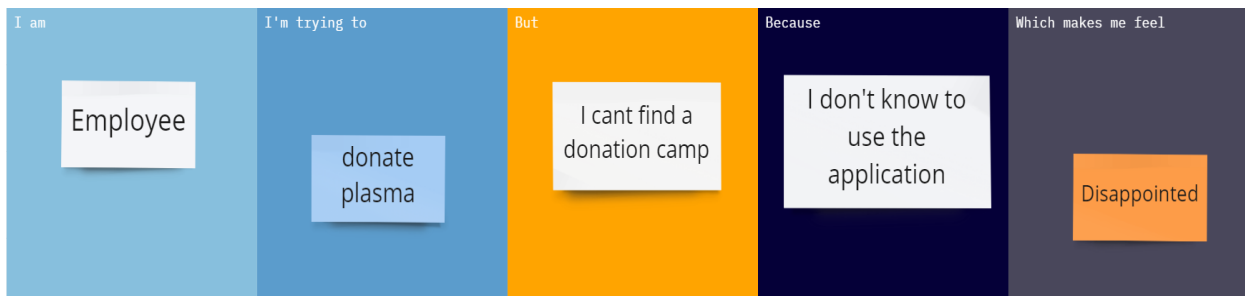 I am
Employee
I'm trying to
donate
plasma
But
I cant find a
donation camp
Because
I don't know to
use the
application
Which makes me feel
Disappointed